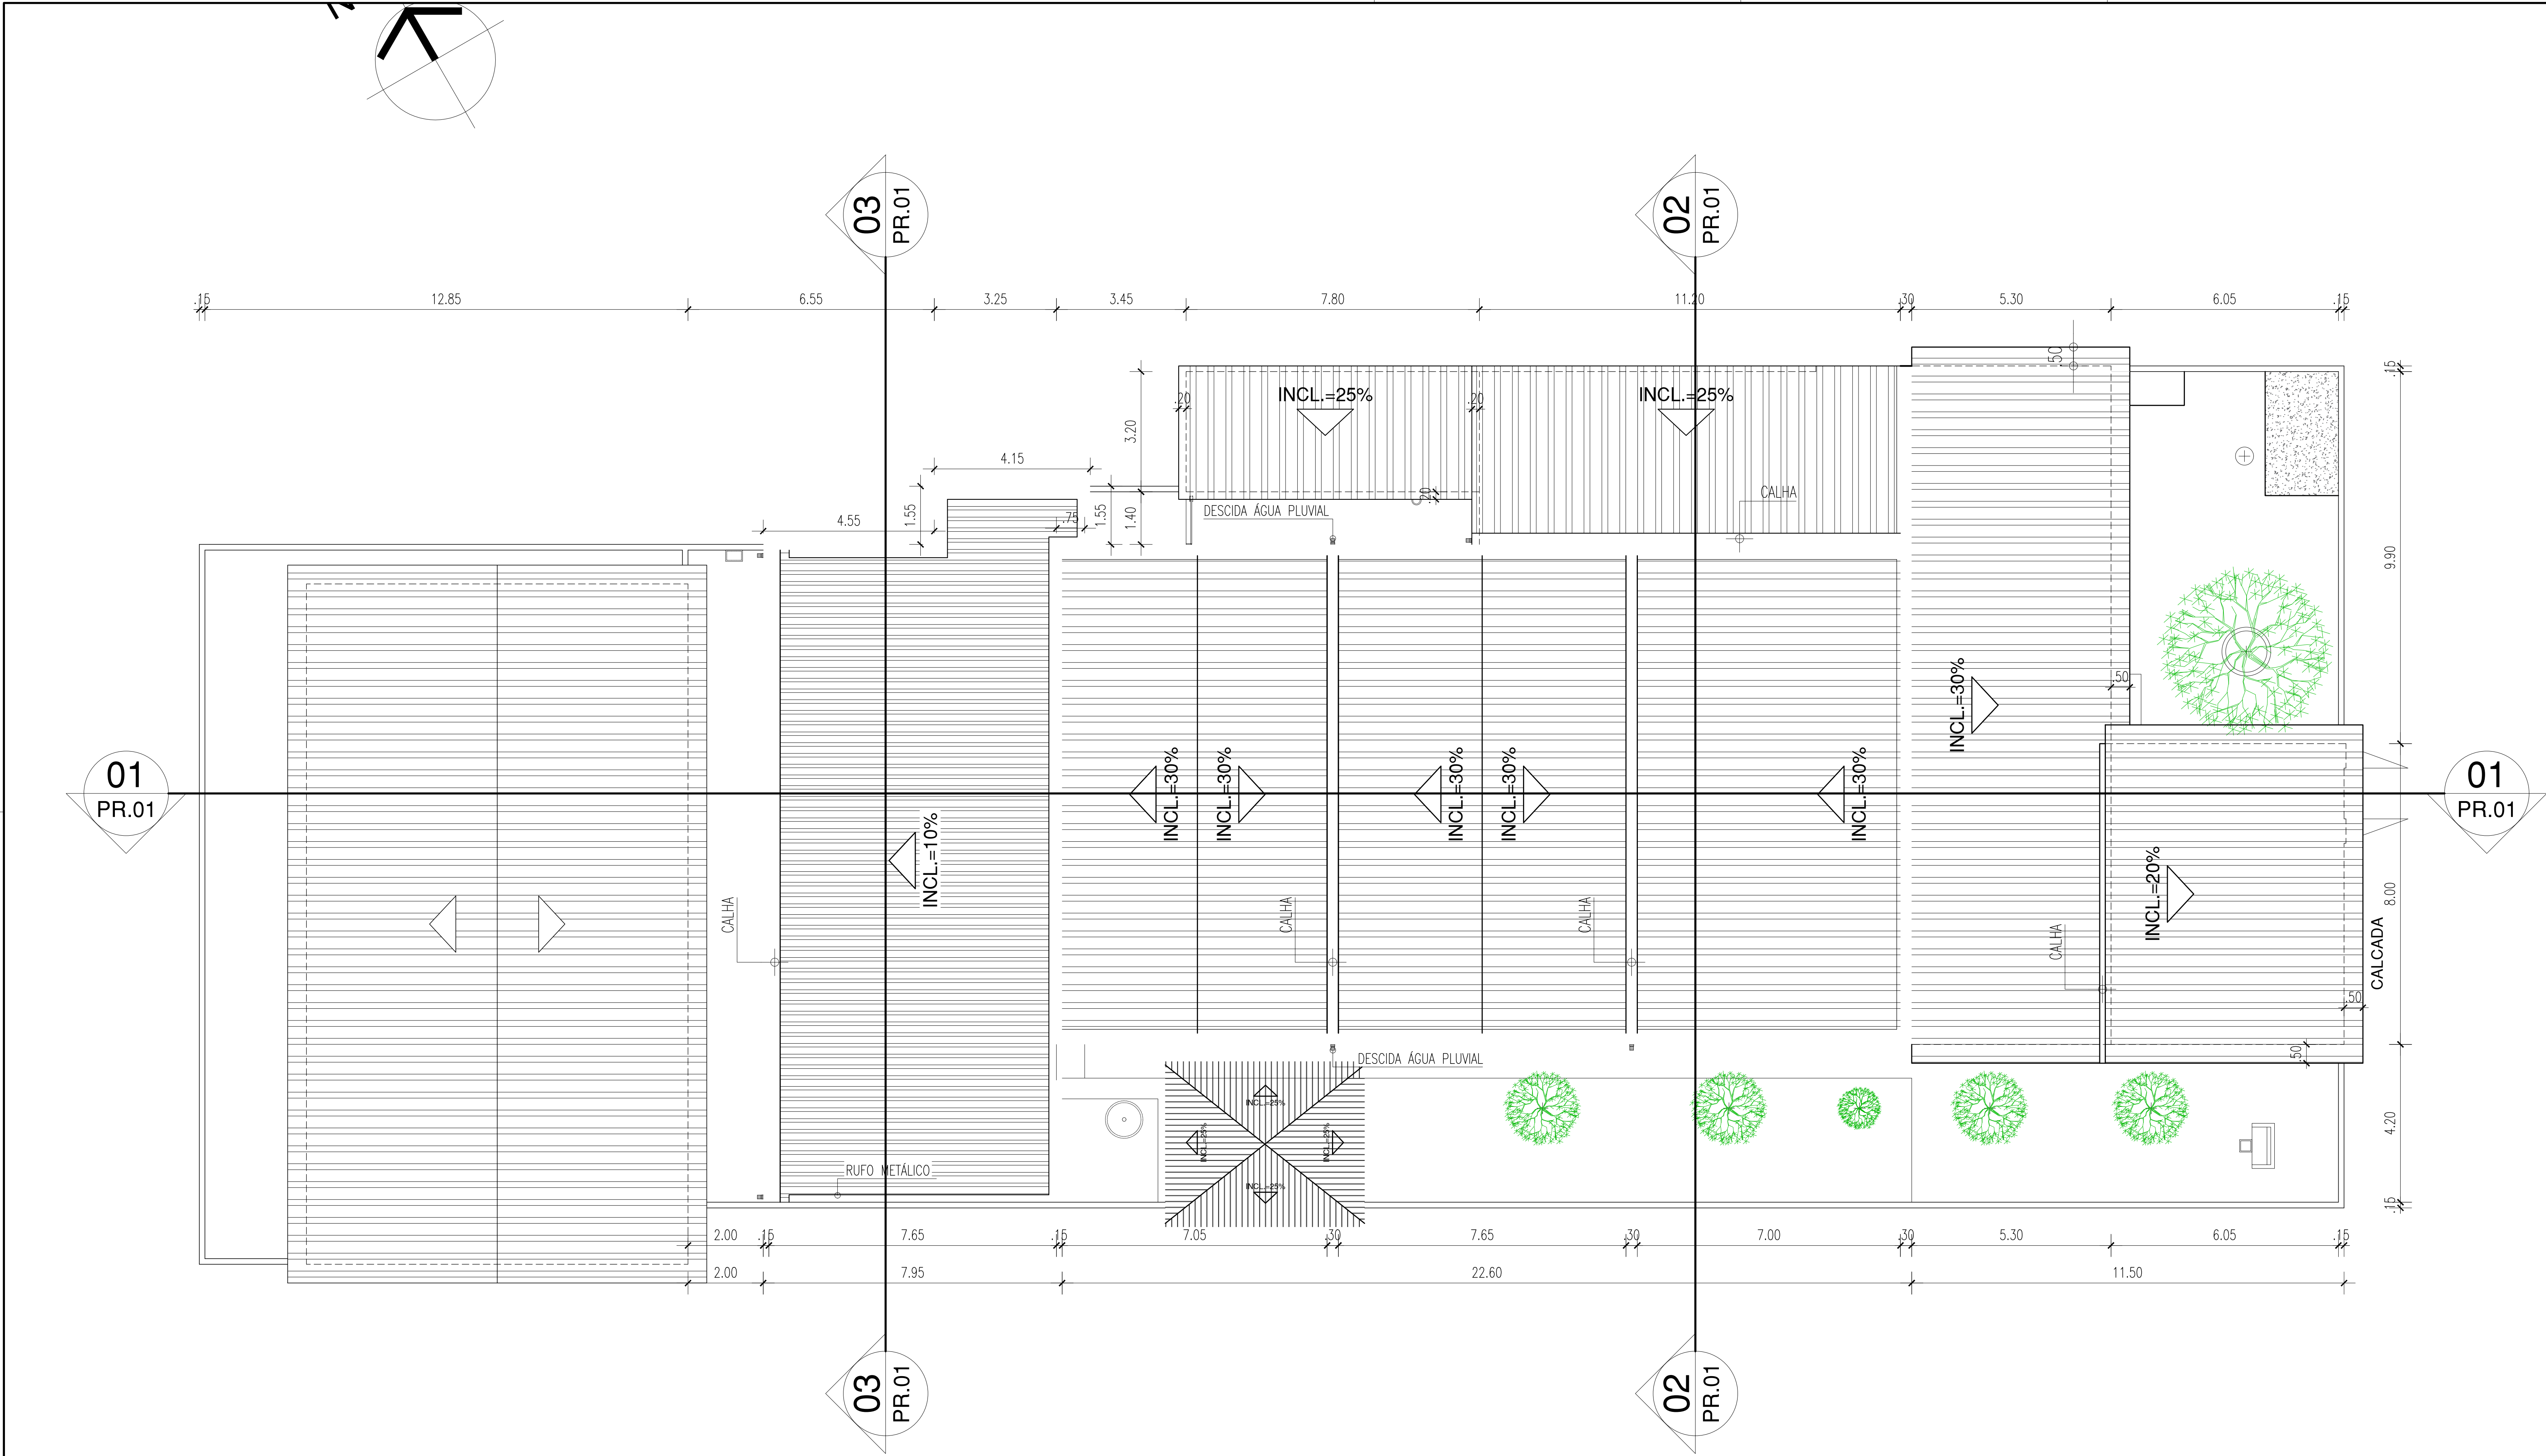 N
03
PR.01
02
PR.01
.15
12.85
6.55
3.25
3.45
7.80
11.20
.30
5.30
6.05
.15
.50
.15
INCL.=25%
INCL.=25%
.20
.20
3.20
4.15
.20
CALHA
DESCIDA ÁGUA PLUVIAL
4.55
1.55
.75
1.55
1.40
9.90
INCL.=30%
.50
INCL.=30%
INCL.=30%
INCL.=30%
INCL.=30%
INCL.=30%
01
PR.01
01
PR.01
INCL.=10%
INCL.=20%
CALHA
CALHA
CALHA
CALHA
8.00
CALCADA
.50
.50
DESCIDA ÁGUA PLUVIAL
INCL.=25%
INCL.=25%
INCL.=25%
INCL.=25%
4.20
RUFO METÁLICO
.15
2.00
.15
7.65
.15
7.05
.30
7.65
.30
7.00
.30
5.30
6.05
.15
2.00
7.95
22.60
11.50
03
PR.01
02
PR.01